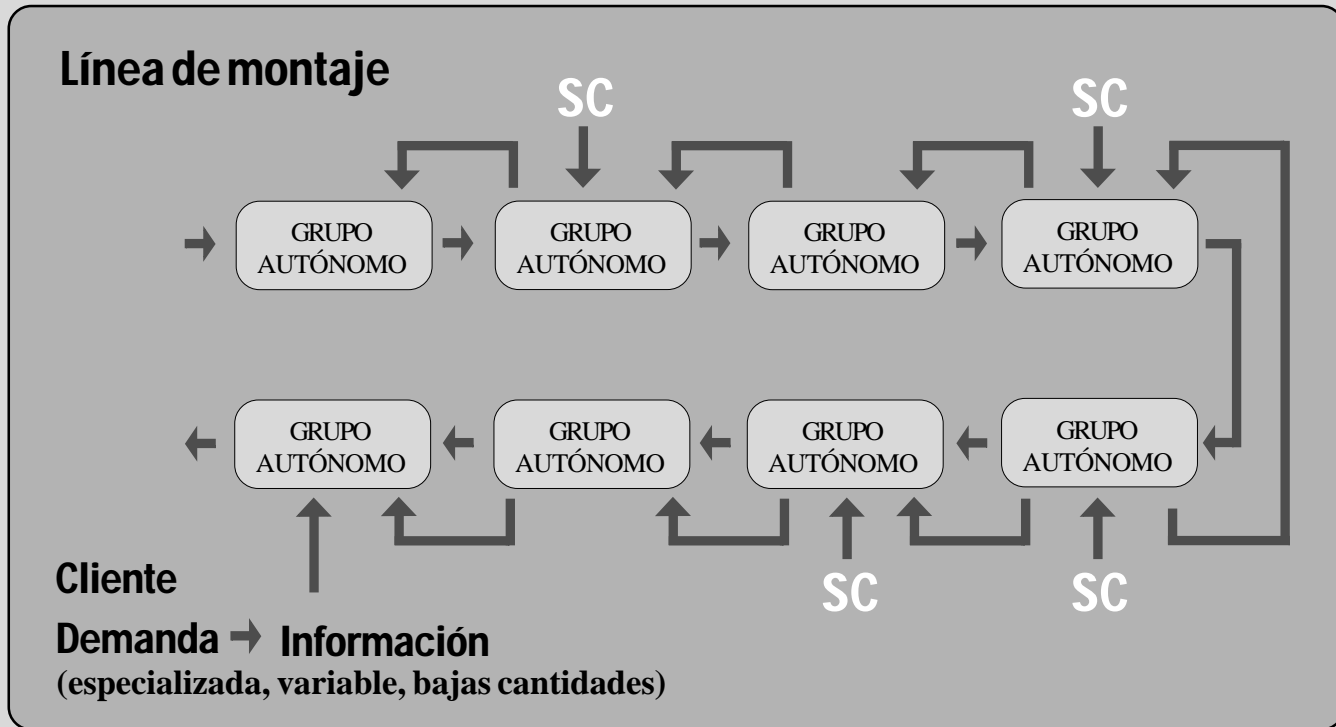 Línea de montaje
SC
SC
GRUPO
AUTÓNOMO
GRUPO
AUTÓNOMO
GRUPO
AUTÓNOMO
GRUPO
AUTÓNOMO
GRUPO
AUTÓNOMO
GRUPO
AUTÓNOMO
GRUPO
AUTÓNOMO
GRUPO
AUTÓNOMO
SC
SC
Cliente
Demanda → Información
(especializada, variable, bajas cantidades)